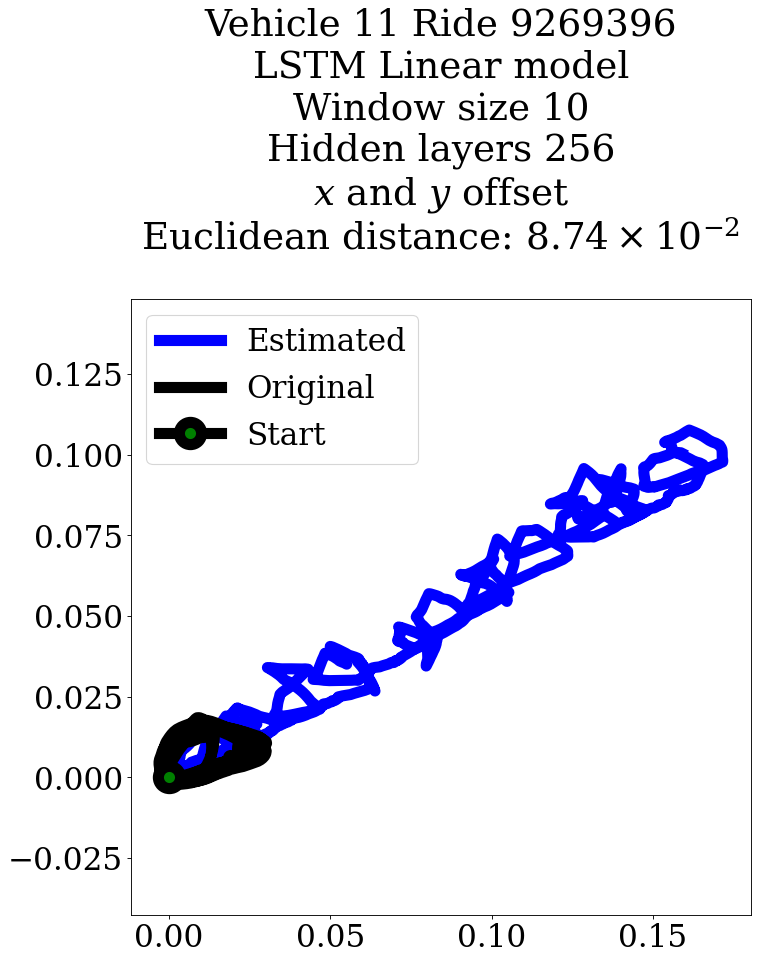 Vehicle 11 Ride 9269396
LSTM Linear model
Window size 10
Hidden layers 256
x and y offset
Euclidean distance: 8.74 × 10⁻²
Estimated
Original
Start
0.125
0.100
0.075
0.050
0.025
0.000
−0.025
0.00 0.05 0.10 0.15